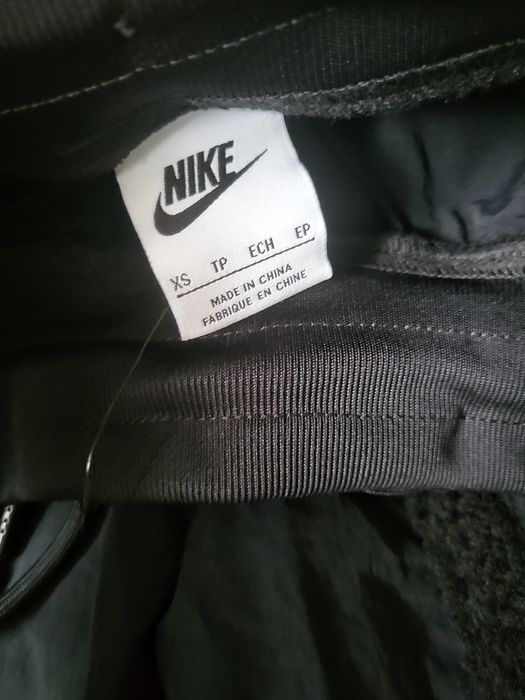 NIKE
XS TP ECH EP
MADE IN CHINA
FABRIQUE EN CHINE